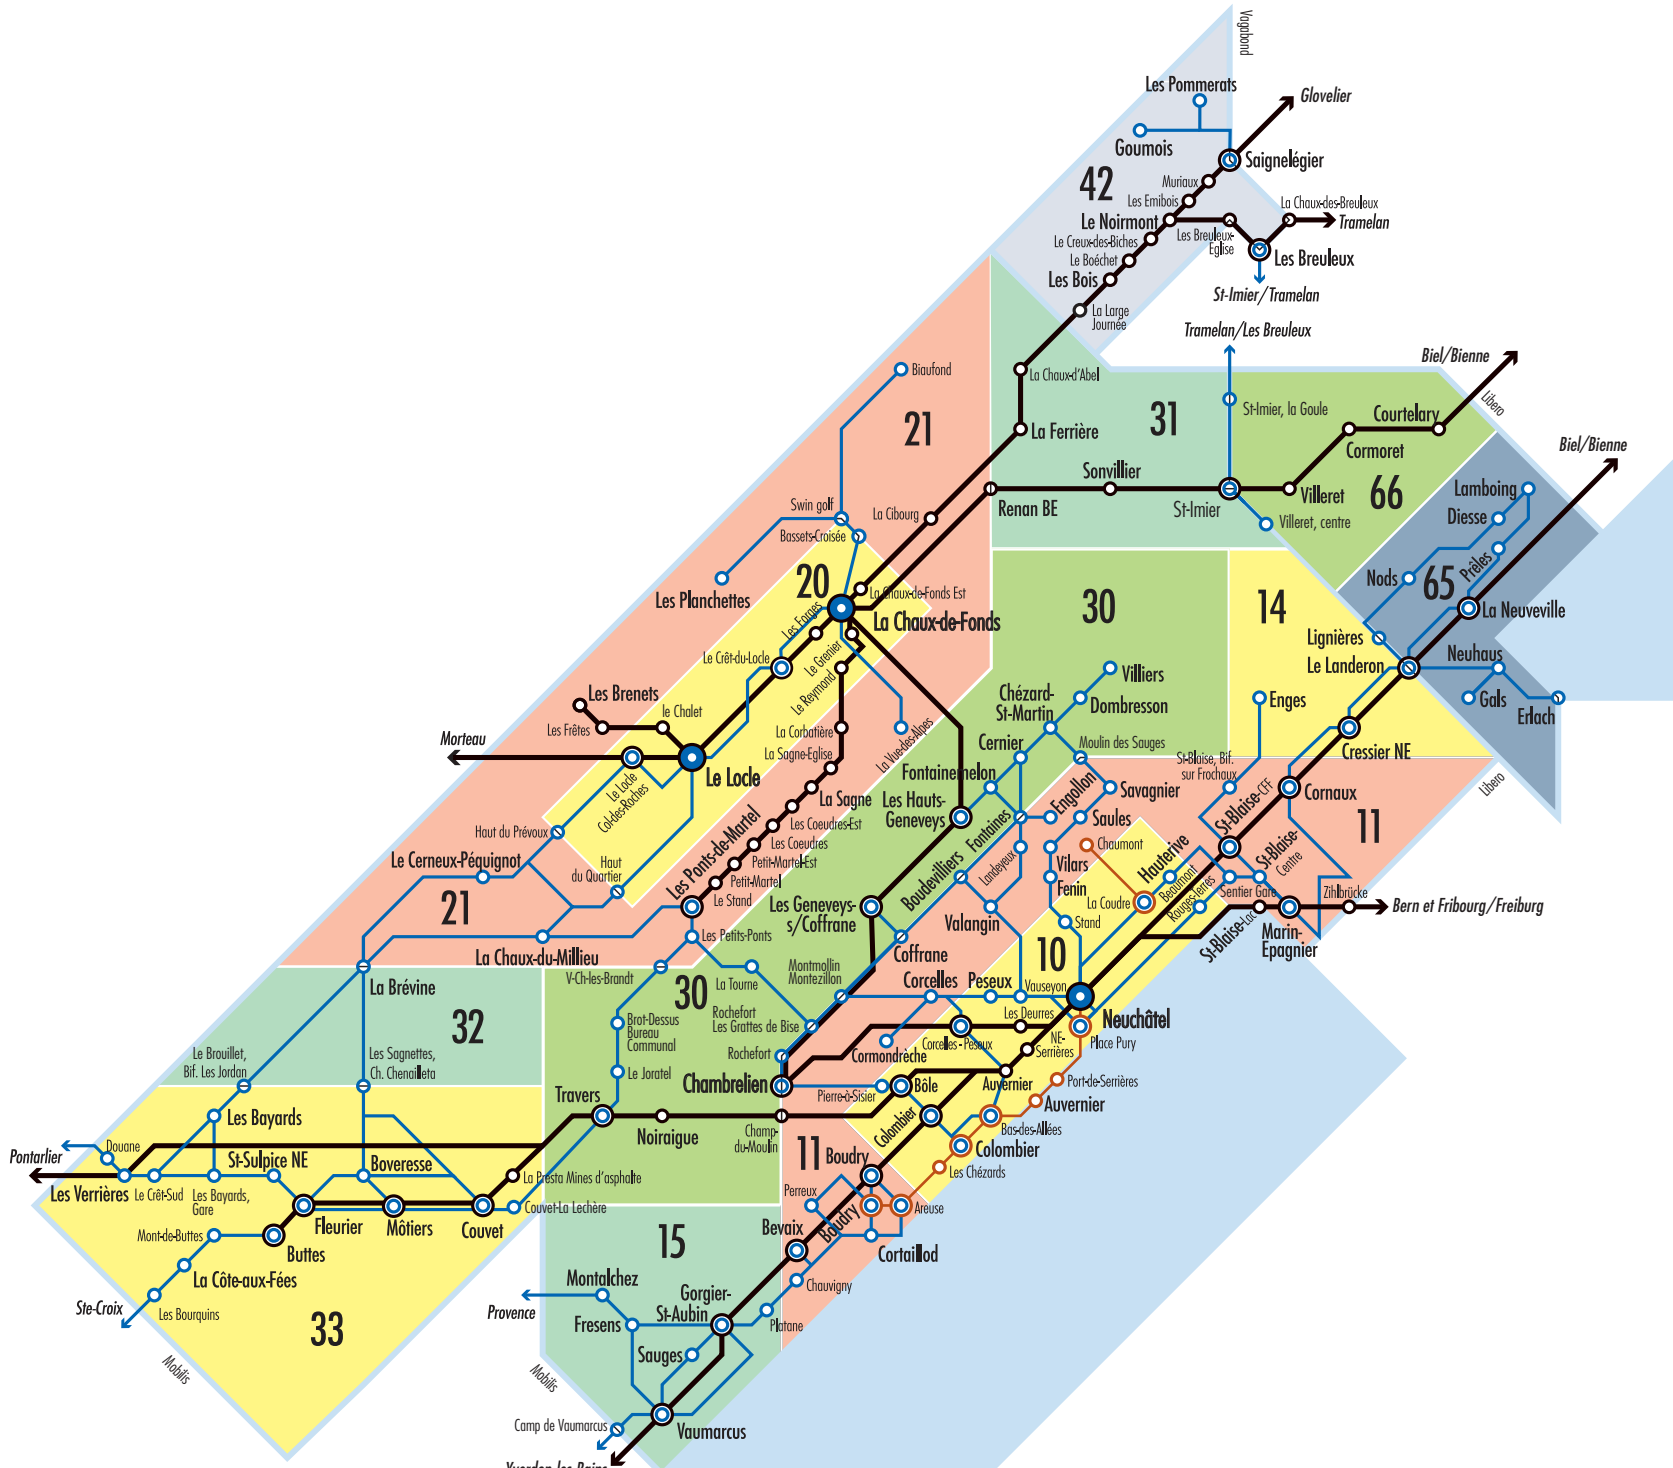 Vagabond
Les Pommerats
Glovelier
Goumois
Saignelégier
42
Muriaux
Les Emibois
La Chaux-des-Breuleux
Le Noirmont
Tramelan
Le Creux-des-Biches
Les Breuleux-
Eglise
Le Boéchet
Les Breuleux
Les Bois
St-Imier/Tramelan
La Large
Journée
Tramelan/Les Breuleux
Biel/Bienne
Biaufond
La Chaux-d'Abel
Libero
21
31
St-Imier, la Goule
Courtelary
La Ferrière
Cormoret
Biel/Bienne
Sonvillier
66
Lamboing
Swin golf
La Cibourg
Renan BE
St-Imier
Villeret
Diesse
Bassets-Croisée
Villeret, centre
Prêles
Nods
65
20
Les Planchettes
La Chaux-de-Fonds Est
30
14
La Neuveville
Les Forges
La Chaux-de-Fonds
Lignières
Le Grenier
Neuhaus
Le Crêt-du-Locle
Le Reymond
Villiers
Le Landeron
Les Brenets
Chézard-
St-Martin
Dombresson
Enges
Gals
Erlach
le Chalet
Les Frêtes
La Corbatière
La Vue-des-Alpes
Morteau
La Sagne-Eglise
Cernier
Moulin des Sauges
Cressier NE
Le Locle
St-Blaise, Bif.
sur Frochaux
Libero
Le Locle
Col-des-Roches
Fontainemelon
Engollon
Savagnier
La Sagne
Les Hauts-
Geneveys
St-Blaise-CFF
Cornaux
Les Coeudres-Est
Fontaines
Saules
11
Haut du Prévoux
Les Ponts-de-Martel
Les Coeudres
Chaumont
Hauterive
St-Blaise-
Centre
Le Cerneux-Péquignot
Petit-Martel-Est
Landeyeux
Vilars
Haut
du Quartier
Petit-Martel
Boudevilliers
Fenin
Beaumont
Sentier Gare
Zihlbrücke
21
Le Stand
Les Geneveys-
s/Coffrane
La Coudre
Rouges-Terres
Bern et Fribourg/Freiburg
Valangin
Stand
St-Blaise-Lac
Marin-
Epagnier
Les Petits-Ponts
La Chaux-du-Milieu
Coffrane
10
V-Ch-les-Brandt
La Tourne
Montmollin
Montezillon
Corcelles
Peseux
Vauseyon
La Brévine
30
32
Rochefort
Les Grattes de Bise
Les Deurres
Neuchâtel
Brot-Dessus
Bureau
Communal
Corcelles-Peseux
NE-
Serrières
Place Pury
Le Brouillet,
Bif. Les Jordan
Les Sagnettes,
Ch. Chenailleta
Rochefort
Cormondrèche
Le Joratel
Chambrelien
Auvernier
Port-de-Serrières
Travers
Pierre-à-Sisier
Bôle
Auvernier
Les Bayards
Colombier
Noiraigue
Champ-
du-Moulin
Bas-des-Allées
Pontarlier
Douane
St-Sulpice NE
Boveresse
11
Boudry
Colombier
La Presta Mines d'asphalte
Les Chézards
Les Verrières
Le Crêt-Sud
Les Bayards,
Gare
Perreux
Fleurier
Môtiers
Couvet
Couvet-La Lechère
Areuse
Mont-de-Buttes
Buttes
15
Bevaix
Boudry
Cortaillod
La Côte-aux-Fées
Montalchez
Chauvigny
Ste-Croix
Les Bourquins
Provence
Gorgier-
St-Aubin
Platane
33
Fresens
Sauges
Mobilis
Mobilis
Camp de Vaumarcus
Vaumarcus